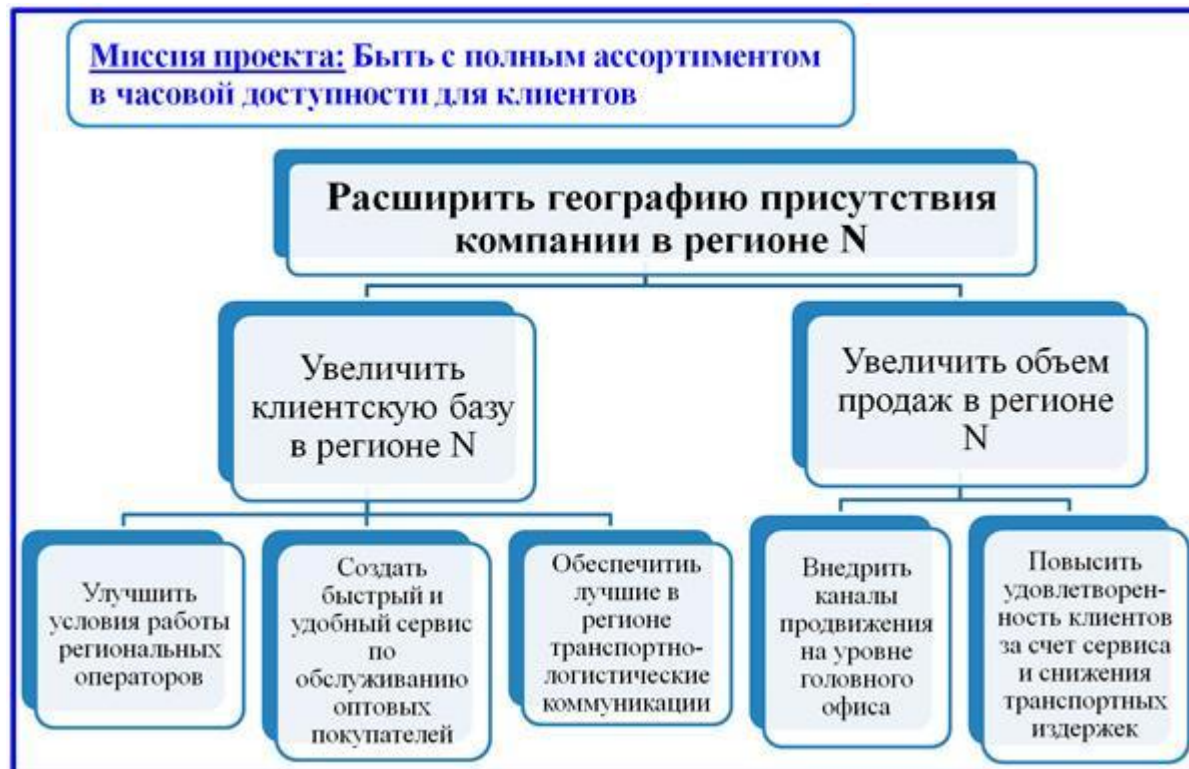 Миссия проекта: Быть с полным ассортиментом
в часовой доступности для клиентов
Расширить географию присутствия
компании в регионе N
Увеличить
клиентскую базу
в регионе N
Увеличить объем
продаж в регионе
N
Улучшить
условия работы
региональных
операторов
Создать
быстрый и
удобный сервис
по
обслуживанию
оптовых
покупателей
Обеспечитиь
лучшие в
регионе
транспортно-
логистические
коммуникации
Внедрить
каналы
продвижения
на уровне
головного
офиса
Повысить
удовлетворен-
ность клиентов
за счет сервиса
и снижения
транспортных
издержек